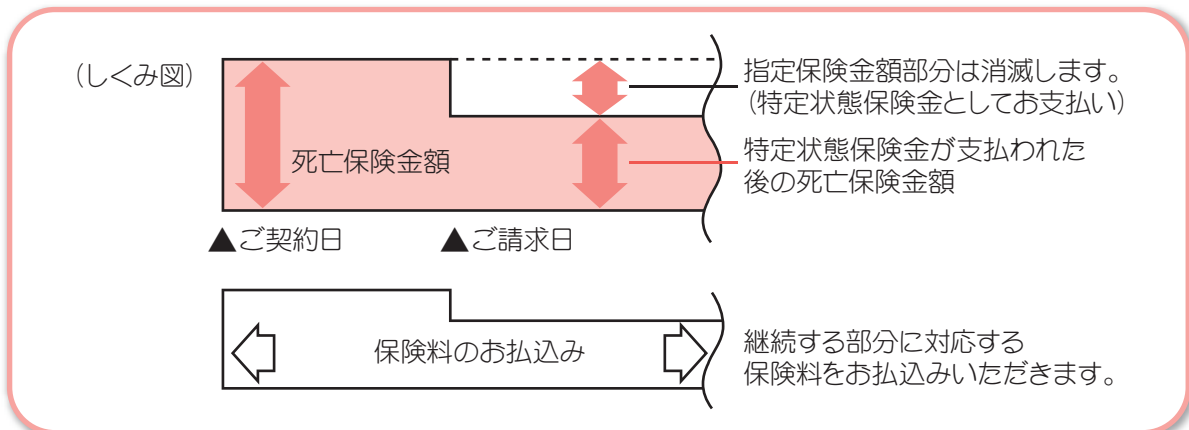 （しくみ図）
指定保険金額部分は消滅します。
（特定状態保険金としてお支払い）
死亡保険金額
特定状態保険金が支払われた
後の死亡保険金額
▲ご契約日
▲ご請求日
保険料のお払込み
継続する部分に対応する
保険料をお払込みいただきます。